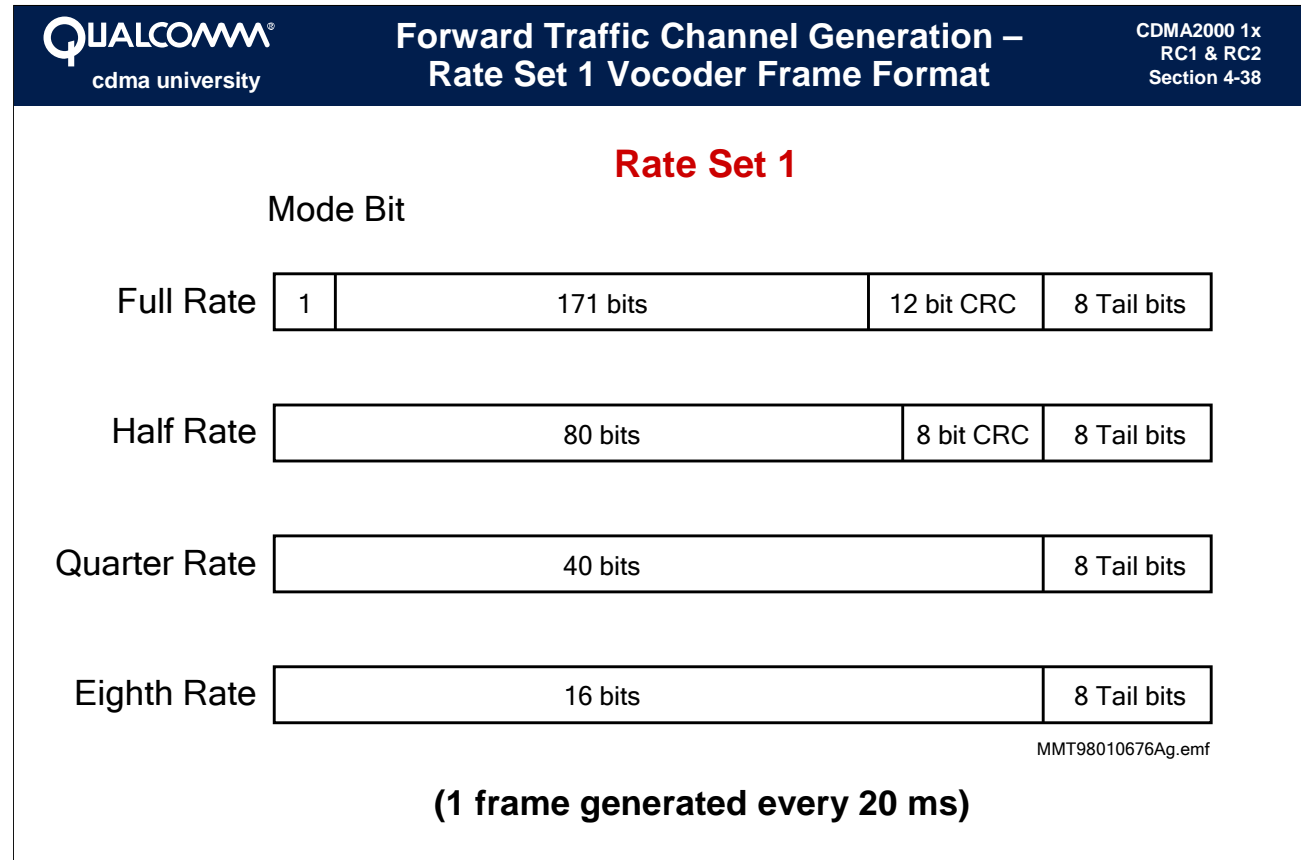 QUALCOMM®
cdma university
Forward Traffic Channel Generation –
Rate Set 1 Vocoder Frame Format
CDMA2000 1x
RC1 & RC2
Section 4-38
Rate Set 1
Mode Bit
Full Rate 1 171 bits 12 bit CRC 8 Tail bits
Half Rate 80 bits 8 bit CRC 8 Tail bits
Quarter Rate 40 bits 8 Tail bits
Eighth Rate 16 bits 8 Tail bits
MMT98010676Ag.emf
(1 frame generated every 20 ms)